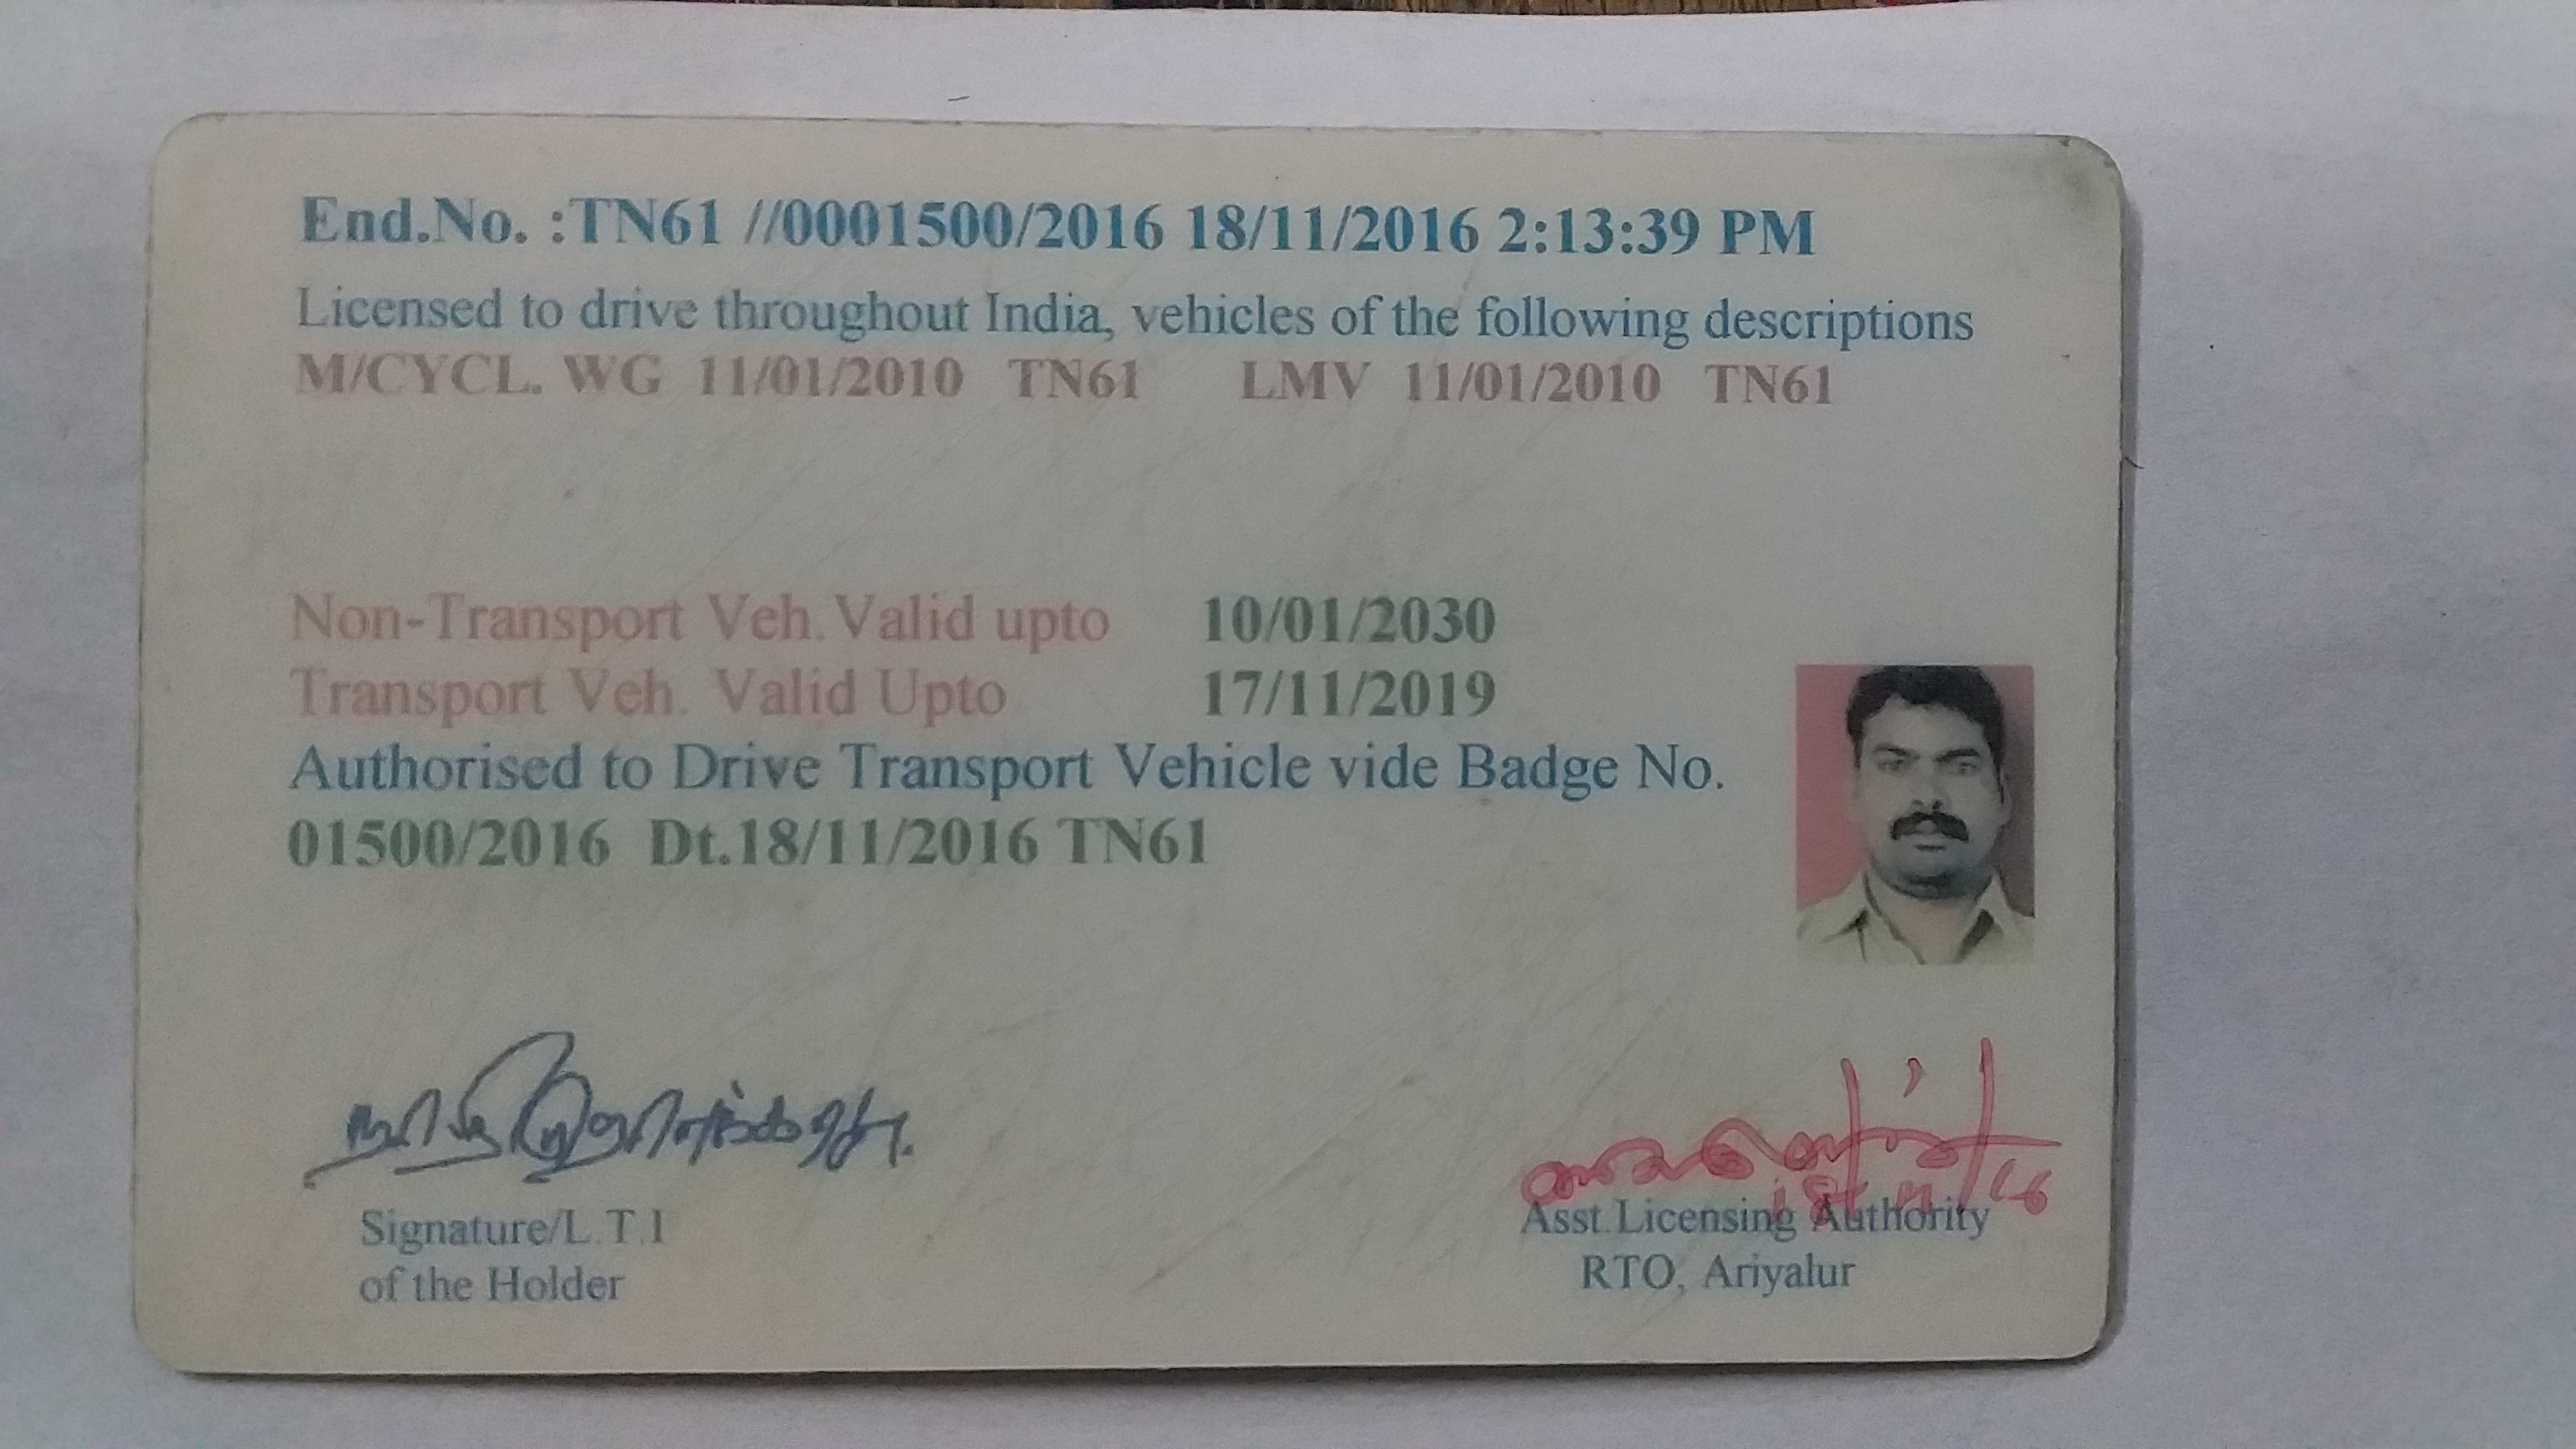 End.No. :TN61 //0001500/2016 18/11/2016 2:13:39 PM
Licensed to drive throughout India, vehicles of the following descriptions
M/CYCL. WG 11/01/2010 TN61 LMV 11/01/2010 TN61
Non-Transport Veh.Valid upto 10/01/2030
Transport Veh. Valid Upto 17/11/2019
Authorised to Drive Transport Vehicle vide Badge No.
01500/2016 Dt.18/11/2016 TN61
Signature/L.T.I
of the Holder
Asst.Licensing Authority
RTO, Ariyalur